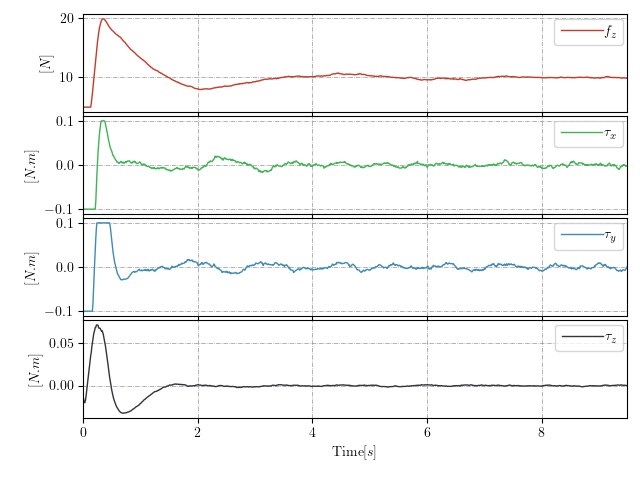 20
10
[N]
f_z
0.1
0.0
−0.1
[N.m]
τ_x
0.1
0.0
−0.1
[N.m]
τ_y
0.05
0.00
[N.m]
τ_z
0 2 4 6 8
Time[s]